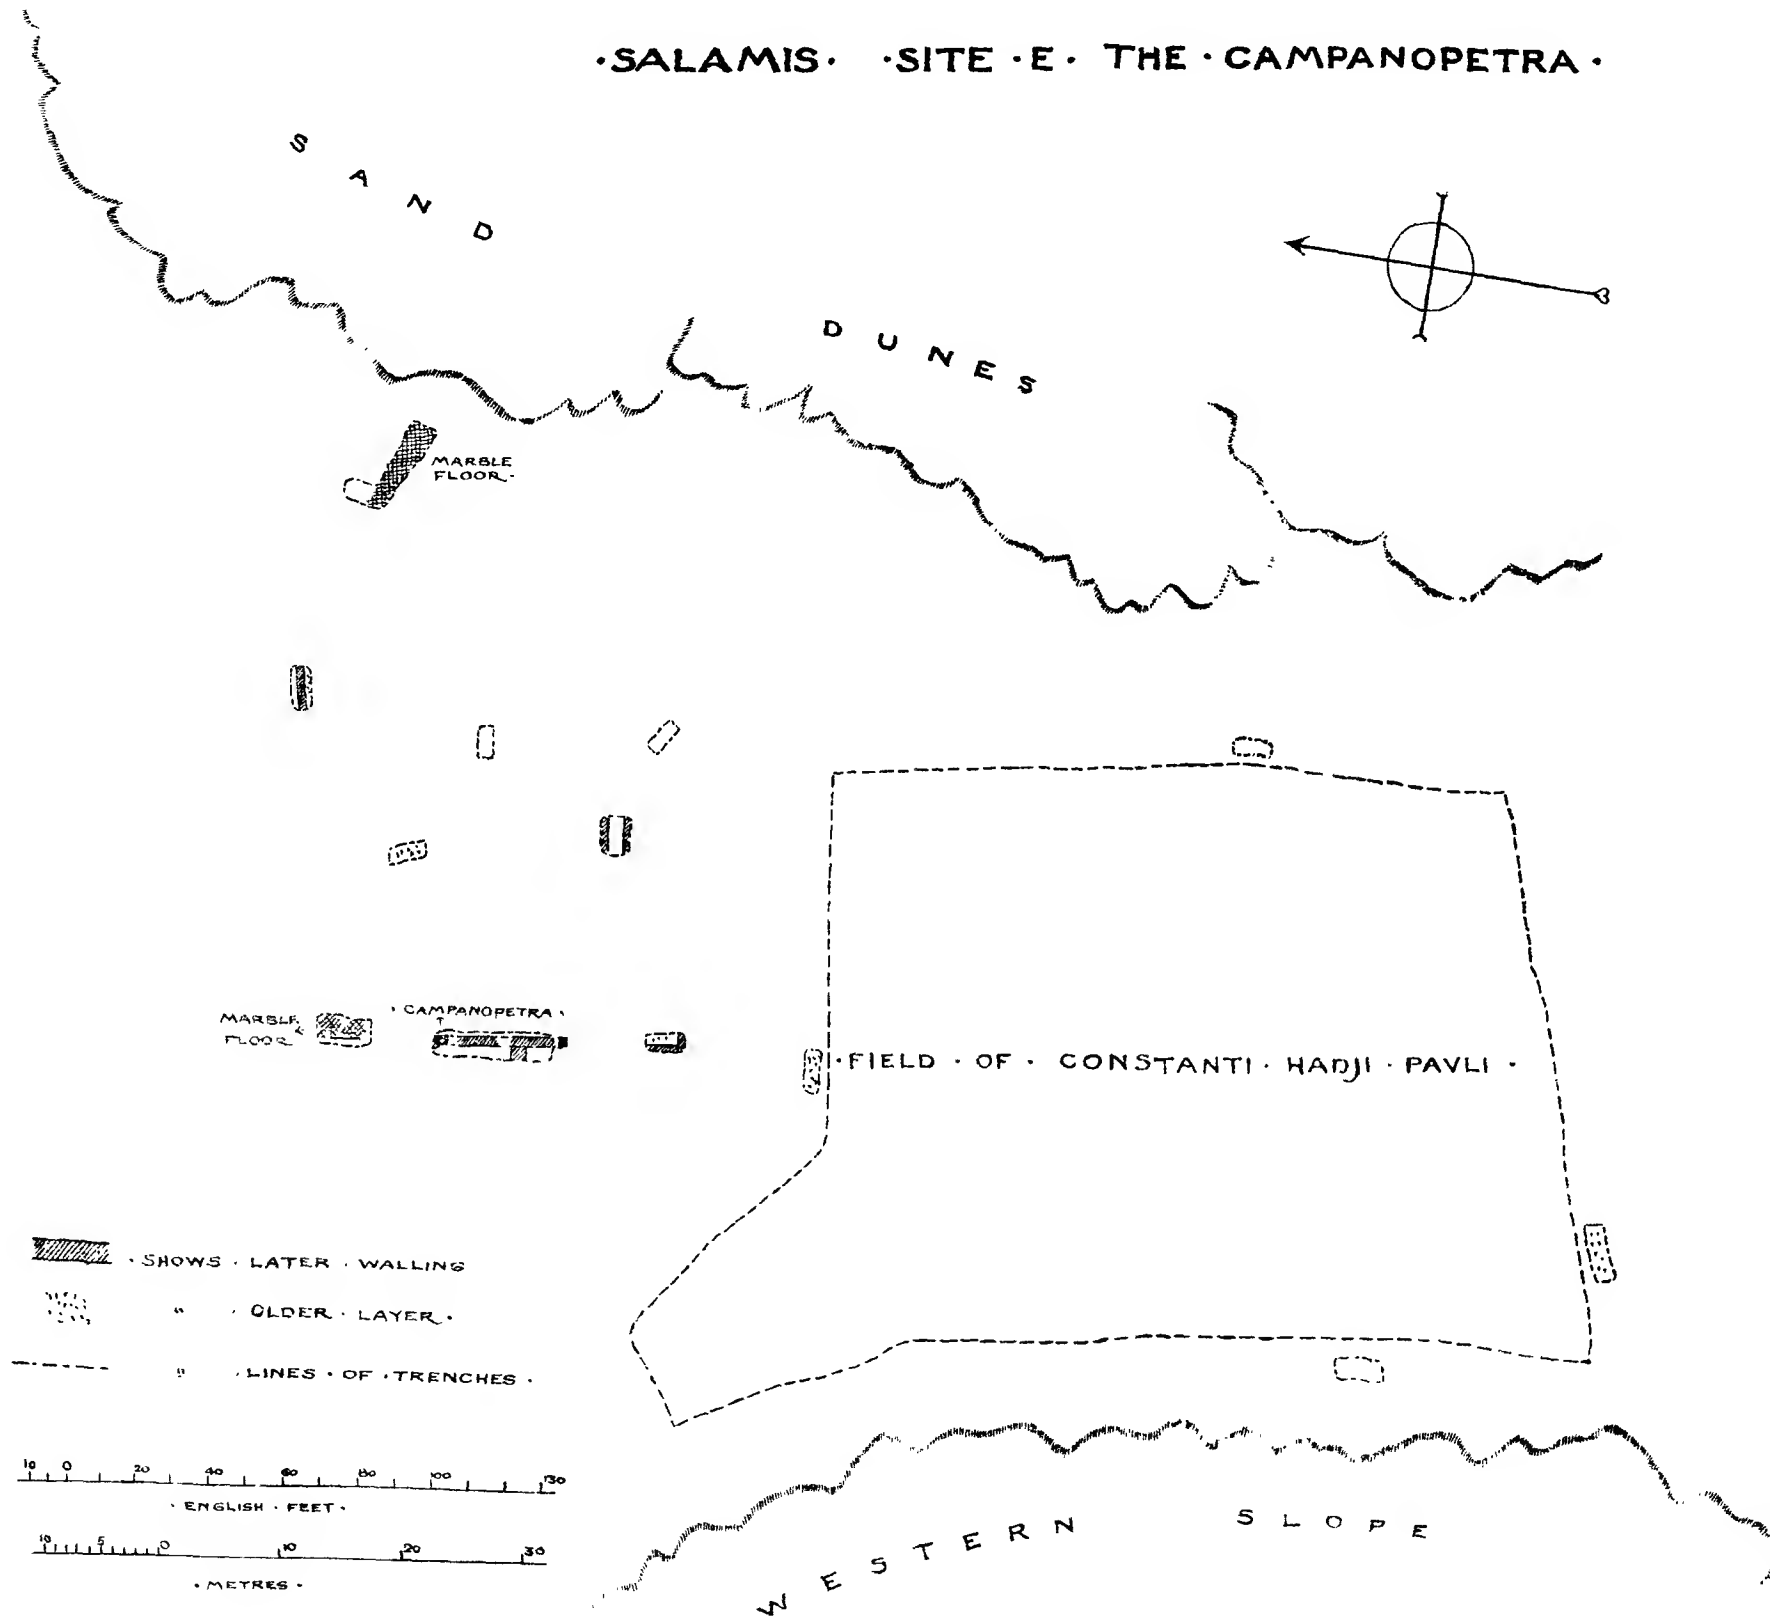 ·SALAMIS· ·SITE·E· THE·CAMPANOPETRA·
SAND
DUNES
MARBLE
FLOOR·
MARBLE
FLOOR
·CAMPANOPETRA·
·FIELD·OF·CONSTANTI·HADJI·PAVLI·
·SHOWS·LATER·WALLING
" ·OLDER·LAYER·
" ·LINES·OF·TRENCHES·
10 0 20 40 60 80 100 130
·ENGLISH·FEET·
10 5 0 10 20 30
·METRES·
WESTERN SLOPE